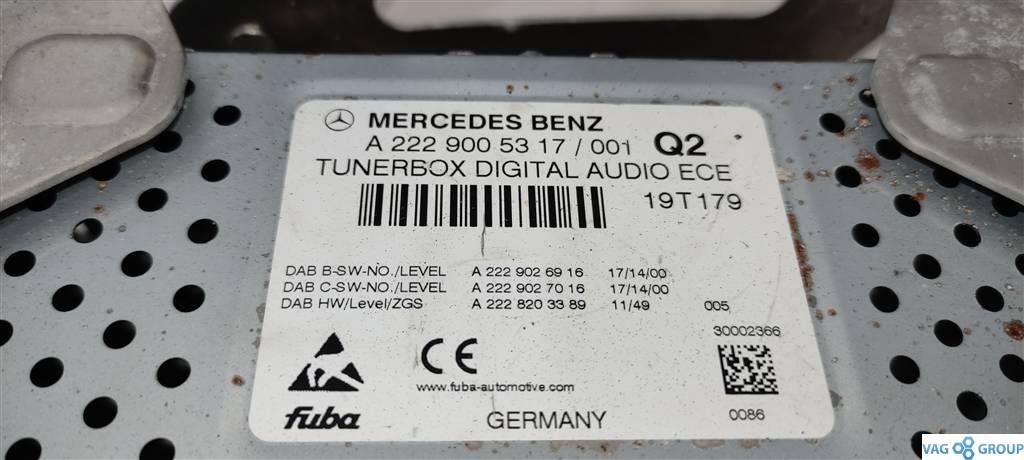 MERCEDES BENZ
A 222 900 53 17 / 001 Q2
TUNERBOX DIGITAL AUDIO ECE
19T179
DAB B-SW-NO./LEVEL A 222 902 69 16 17/14/00
DAB C-SW-NO./LEVEL A 222 902 70 16 17/14/00
DAB HW/Level/ZGS A 222 820 33 89 11/49 005
30002366
CE
www.fuba-automotive.com
fuba GERMANY 0086
VAG GROUP